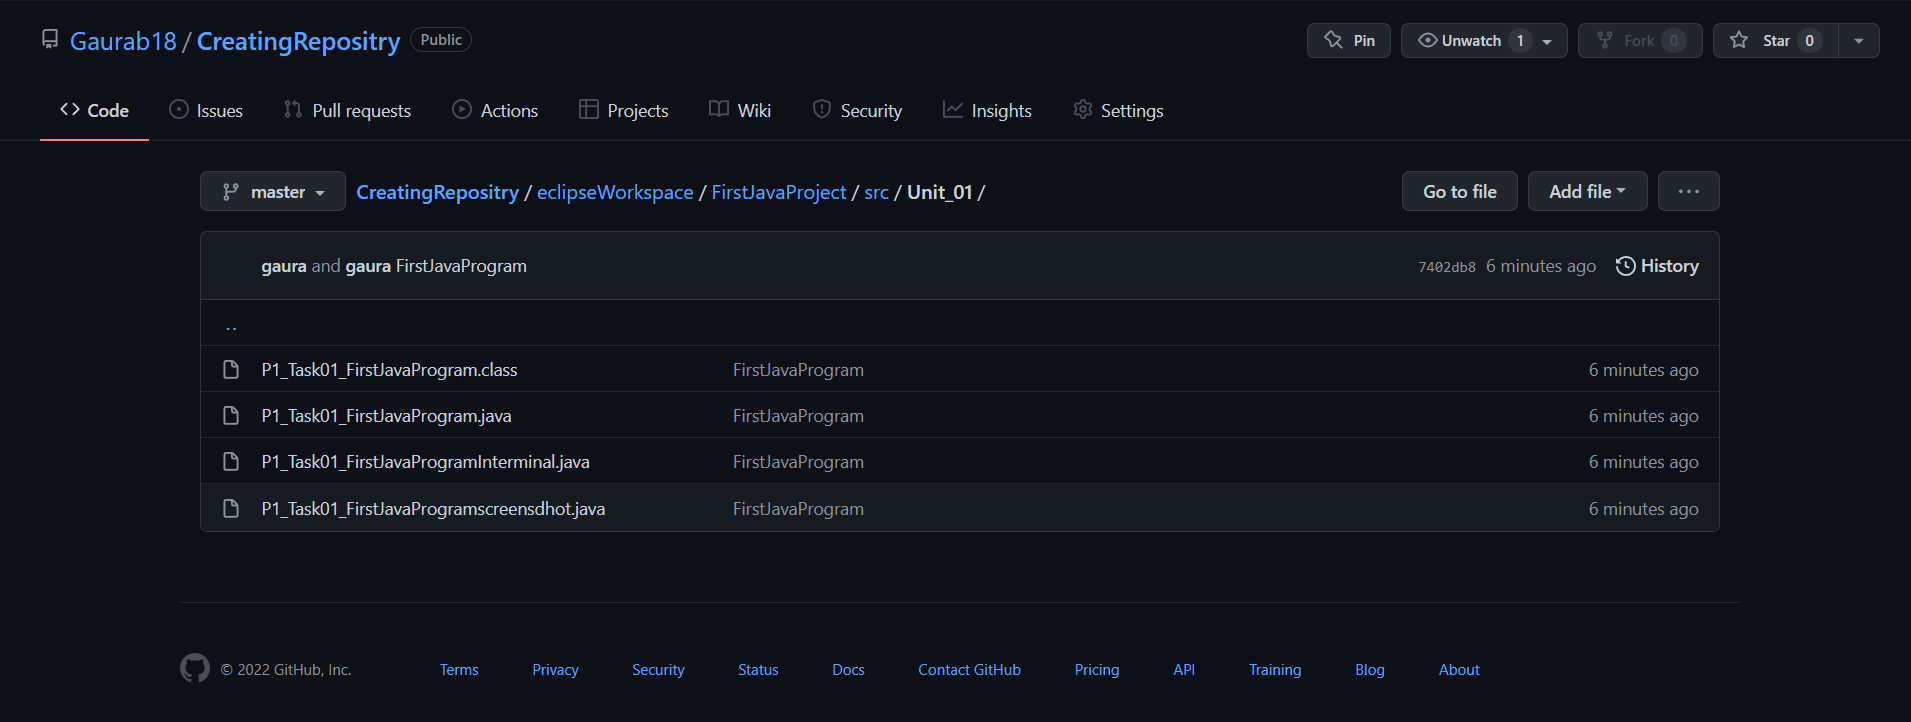 Gaurab18 / CreatingRepositry Public Pin Unwatch 1 Fork 0 Star 0
Code Issues Pull requests Actions Projects Wiki Security Insights Settings
master CreatingRepositry / eclipseWorkspace / FirstJavaProject / src / Unit_01 / Go to file Add file ...
gaura and gaura FirstJavaProgram 7402db8 6 minutes ago History
..
P1_Task01_FirstJavaProgram.class FirstJavaProgram 6 minutes ago
P1_Task01_FirstJavaProgram.java FirstJavaProgram 6 minutes ago
P1_Task01_FirstJavaProgramInterminal.java FirstJavaProgram 6 minutes ago
P1_Task01_FirstJavaProgramscreensdhot.java FirstJavaProgram 6 minutes ago
© 2022 GitHub, Inc. Terms Privacy Security Status Docs Contact GitHub Pricing API Training Blog About